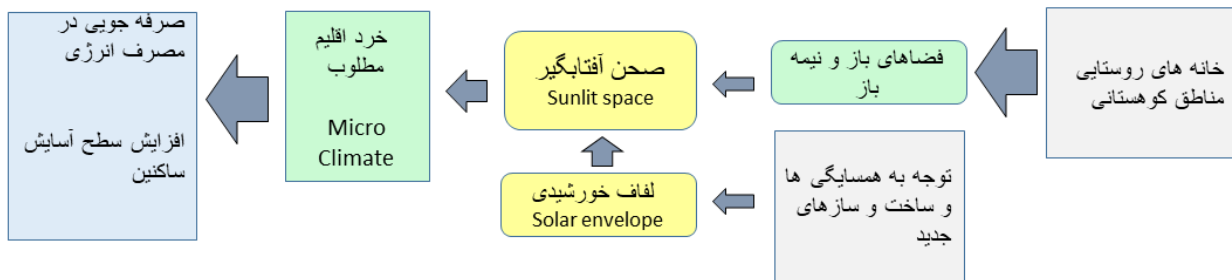 خانه های روستایی
مناطق کوهستانی
فضاهای باز و نیمه
باز
توجه به همسایگی ها
و ساخت و سازهای
جدید
صحن آفتابگیر
Sunlit space
لفاف خورشیدی
Solar envelope
خرد اقلیم
مطلوب
Micro
Climate
صرفه جویی در
مصرف انرژی
افزایش سطح آسایش
ساکنین